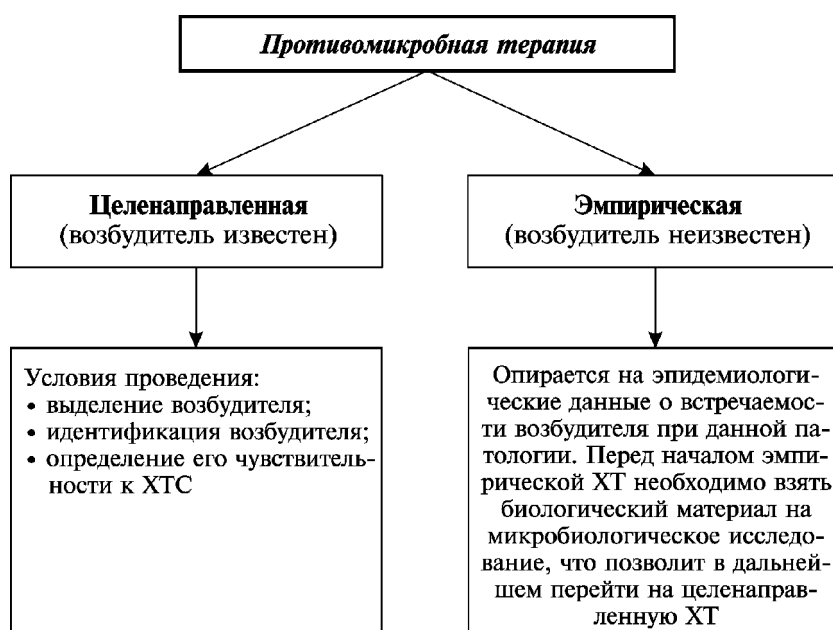 Противомикробная терапия
Целенаправленная
(возбудитель известен)
Эмпирическая
(возбудитель неизвестен)
Условия проведения:
• выделение возбудителя;
• идентификация возбудителя;
• определение его чувствитель-
ности к ХТС
Опирается на эпидемиологи-
ческие данные о встречаемос-
ти возбудителя при данной па-
тологии. Перед началом эмпи-
рической ХТ необходимо взять
биологический материал на
микробиологическое исследо-
вание, что позволит в дальней-
шем перейти на целенаправ-
ленную ХТ